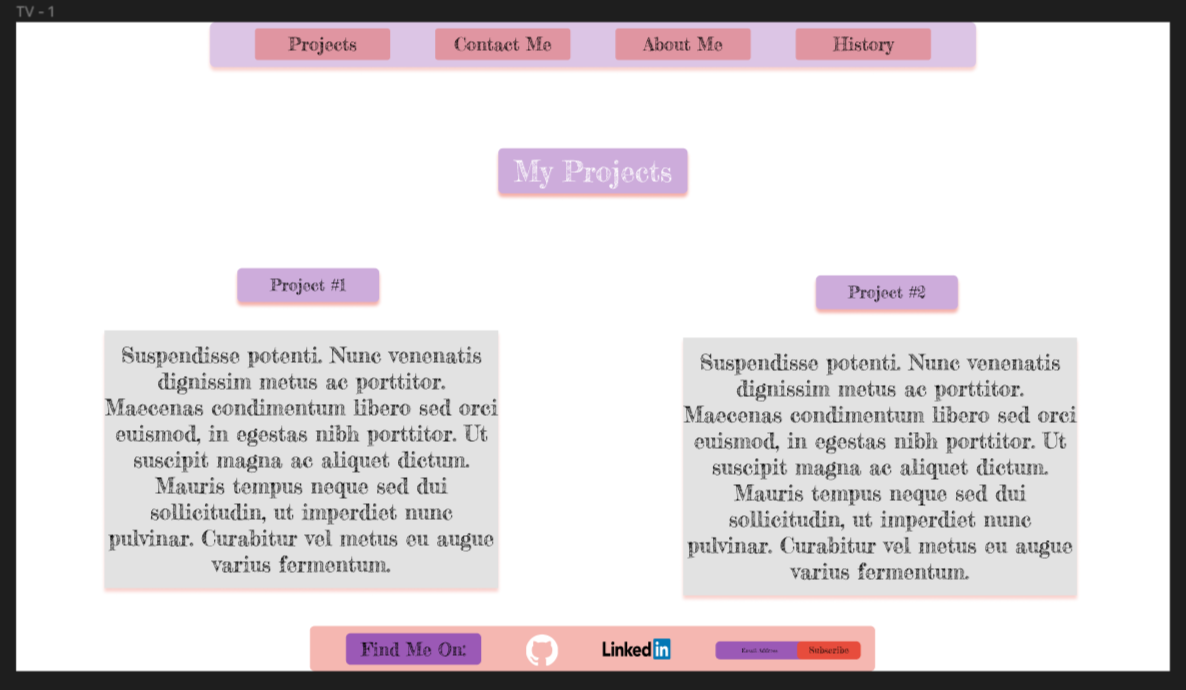 TV - 1
Projects
Contact Me
About Me
History
My Projects
Project #1
Suspendisse potenti. Nunc venenatis
dignissim metus ac porttitor.
Maecenas condimentum libero sed orci
euismod, in egestas nibh porttitor. Ut
suscipit magna ac aliquet dictum.
Mauris tempus neque sed dui
sollicitudin, ut imperdiet nunc
pulvinar. Curabitur vel metus eu augue
varius fermentum.
Project #2
Suspendisse potenti. Nunc venenatis
dignissim metus ac porttitor.
Maecenas condimentum libero sed orci
euismod, in egestas nibh porttitor. Ut
suscipit magna ac aliquet dictum.
Mauris tempus neque sed dui
sollicitudin, ut imperdiet nunc
pulvinar. Curabitur vel metus eu augue
varius fermentum.
Find Me On:
Linkedin
Email Address
Subscribe